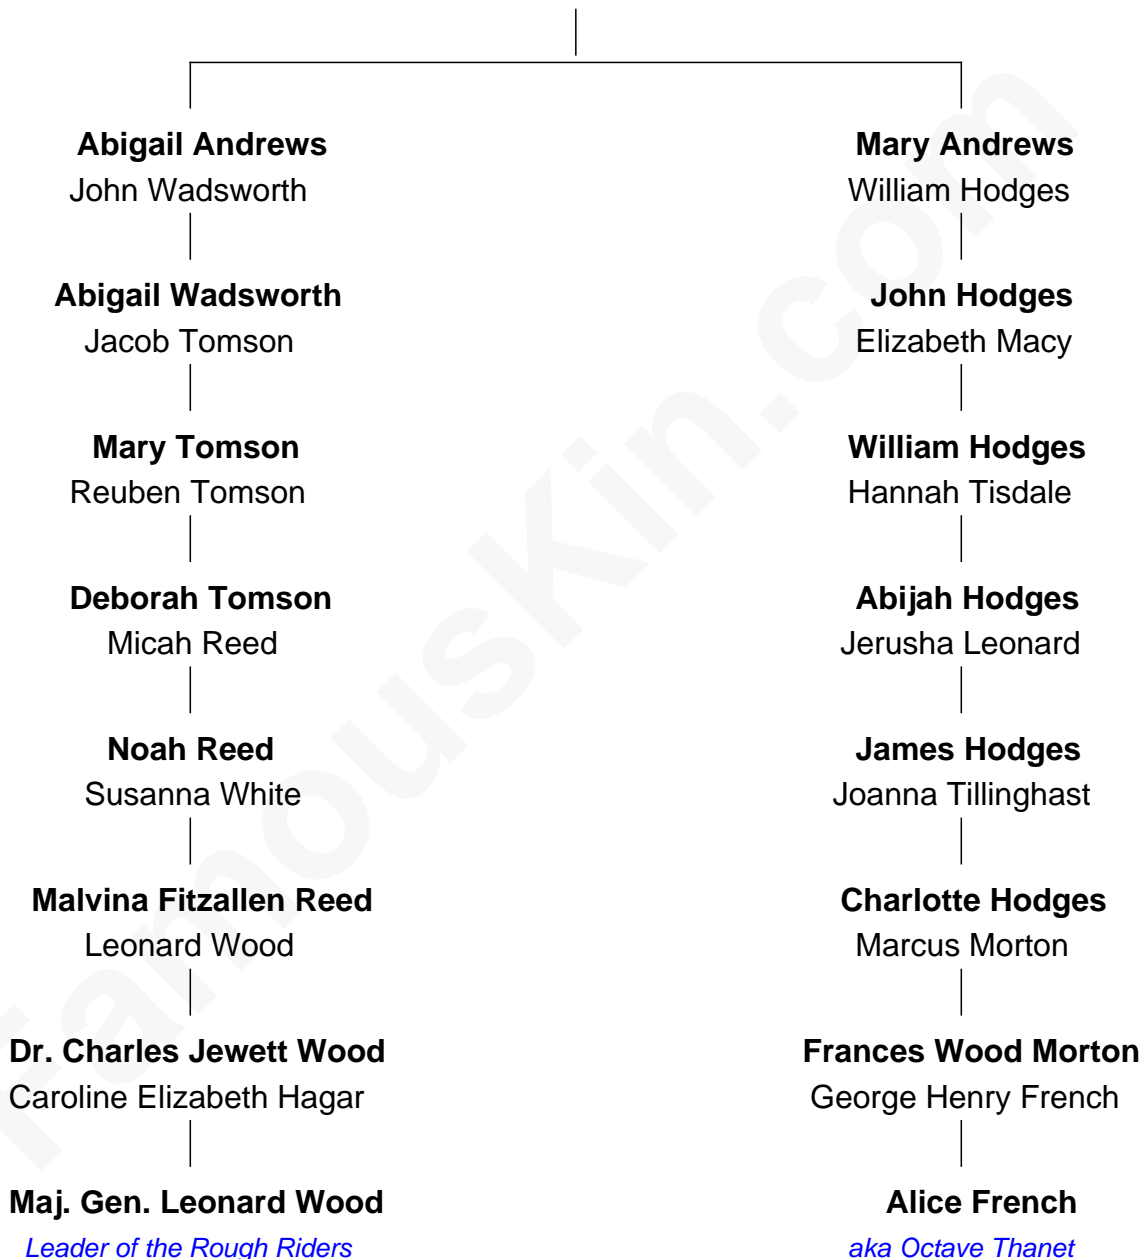 Abigail Andrews
John Wadsworth
Mary Andrews
William Hodges
Abigail Wadsworth
Jacob Tomson
John Hodges
Elizabeth Macy
Mary Tomson
Reuben Tomson
William Hodges
Hannah Tisdale
Deborah Tomson
Micah Reed
Abijah Hodges
Jerusha Leonard
Noah Reed
Susanna White
James Hodges
Joanna Tillinghast
Malvina Fitzallen Reed
Leonard Wood
Charlotte Hodges
Marcus Morton
Dr. Charles Jewett Wood
Caroline Elizabeth Hagar
Frances Wood Morton
George Henry French
Maj. Gen. Leonard Wood
Leader of the Rough Riders
Alice French
aka Octave Thanet
FamousKin.com